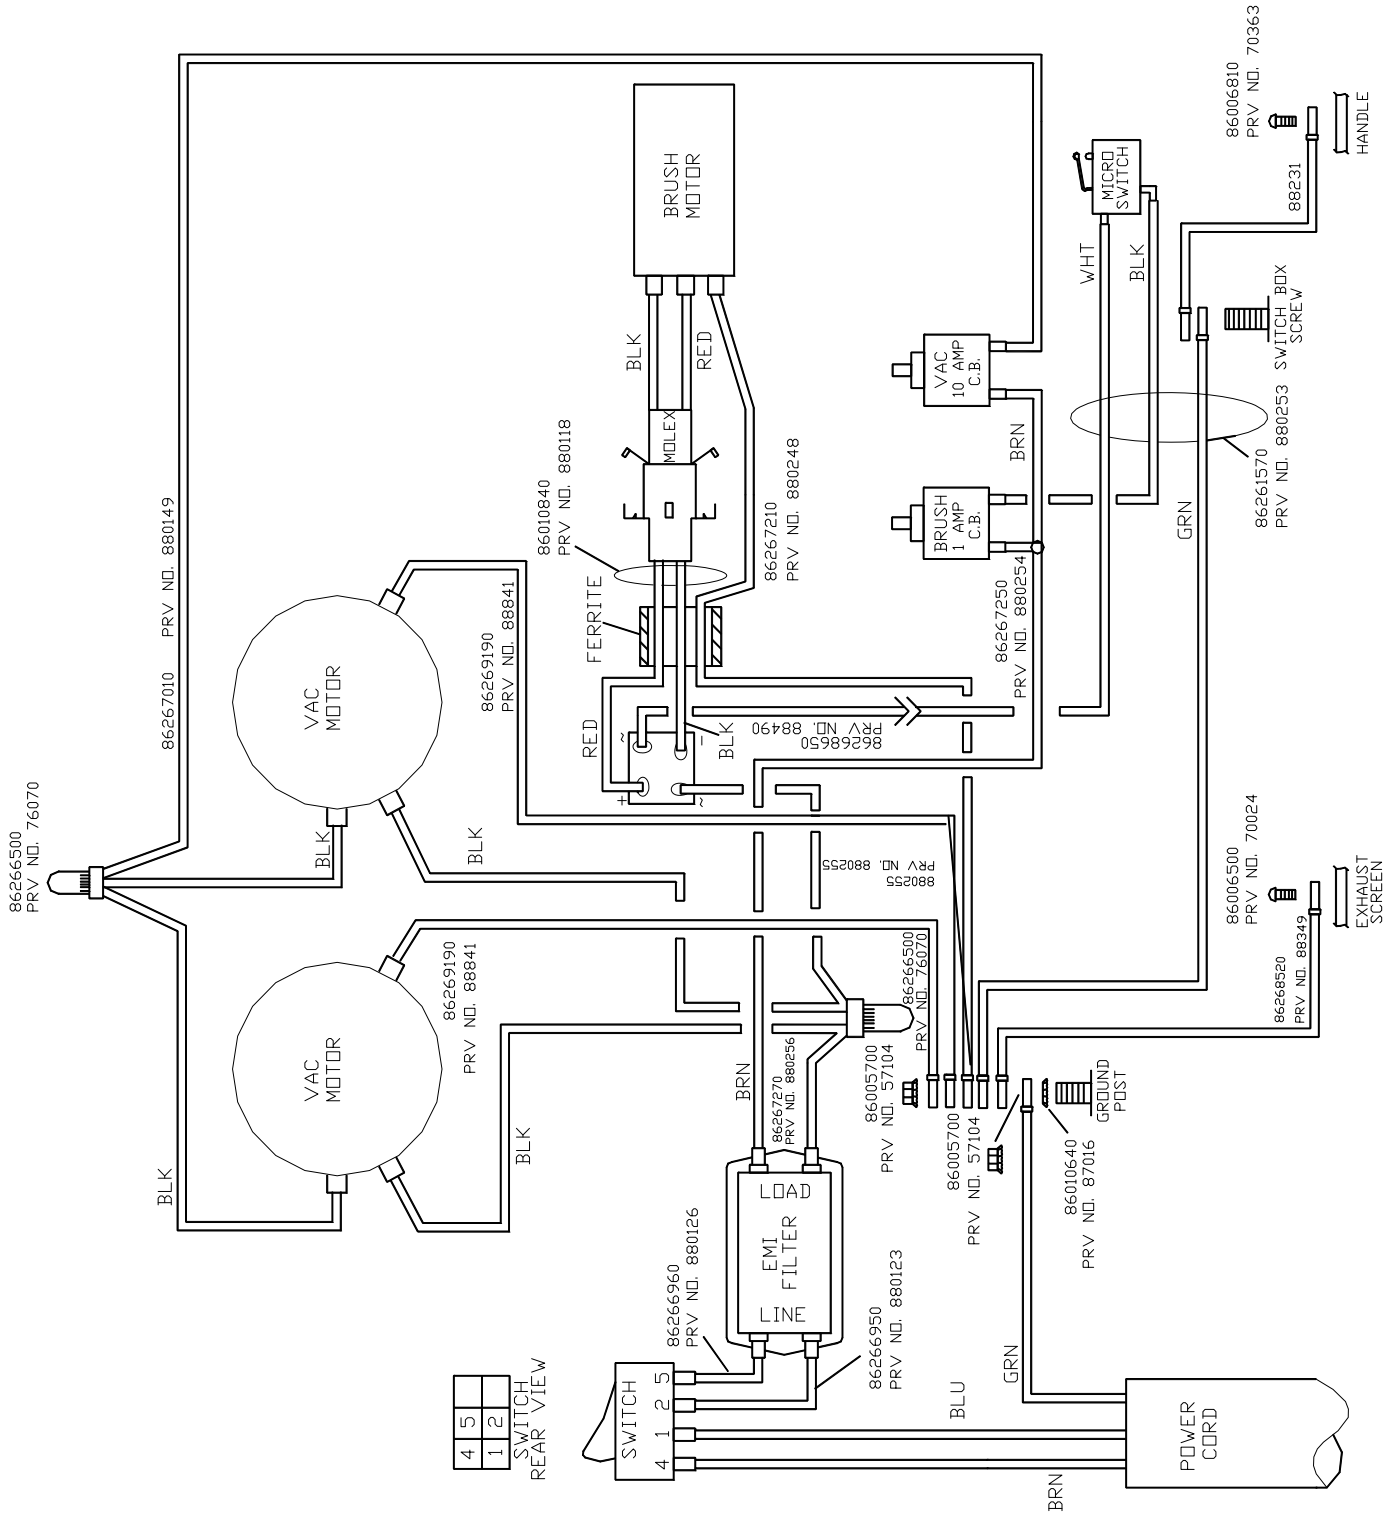 86266500
PRV NO. 76070
86267010 PRV NO. 880149
VAC
MOTOR
BLK
BLK
86269190
PRV NO. 88841
VAC
MOTOR
BLK
BLK
86269190
PRV NO. 88841
BRUSH
MOTOR
BLK
RED
MOLEX
86010840
PRV NO. 880118
FERRITE
86267210
PRV NO. 880248
RED
BLK
+
~
-
~
86268650
PRV NO. 88490
VAC
10 AMP
C.B.
BRN
BRUSH
1 AMP
C.B.
86267250
PRV NO. 880254
MICRO
SWITCH
WHT
BLK
86006810
PRV NO. 70363
HANDLE
88231
SWITCH BOX
SCREW
86261570
PRV NO. 880253
GRN
880255
PRV NO. 880255
86266500
PRV NO. 76070
86006500
PRV NO. 70024
EXHAUST
SCREEN
86268520
PRV NO. 88349
BRN
86267270
PRV NO. 880256
86005700
PRV NO. 57104
86005700
PRV NO. 57104
GROUND
POST
86010640
PRV NO. 87016
LOAD
EMI
FILTER
LINE
86266960
PRV NO. 880126
86266950
PRV NO. 880123
4 5
1 2
SWITCH
REAR VIEW
SWITCH
4 1 2 5
BLU
GRN
BRN
POWER
CORD